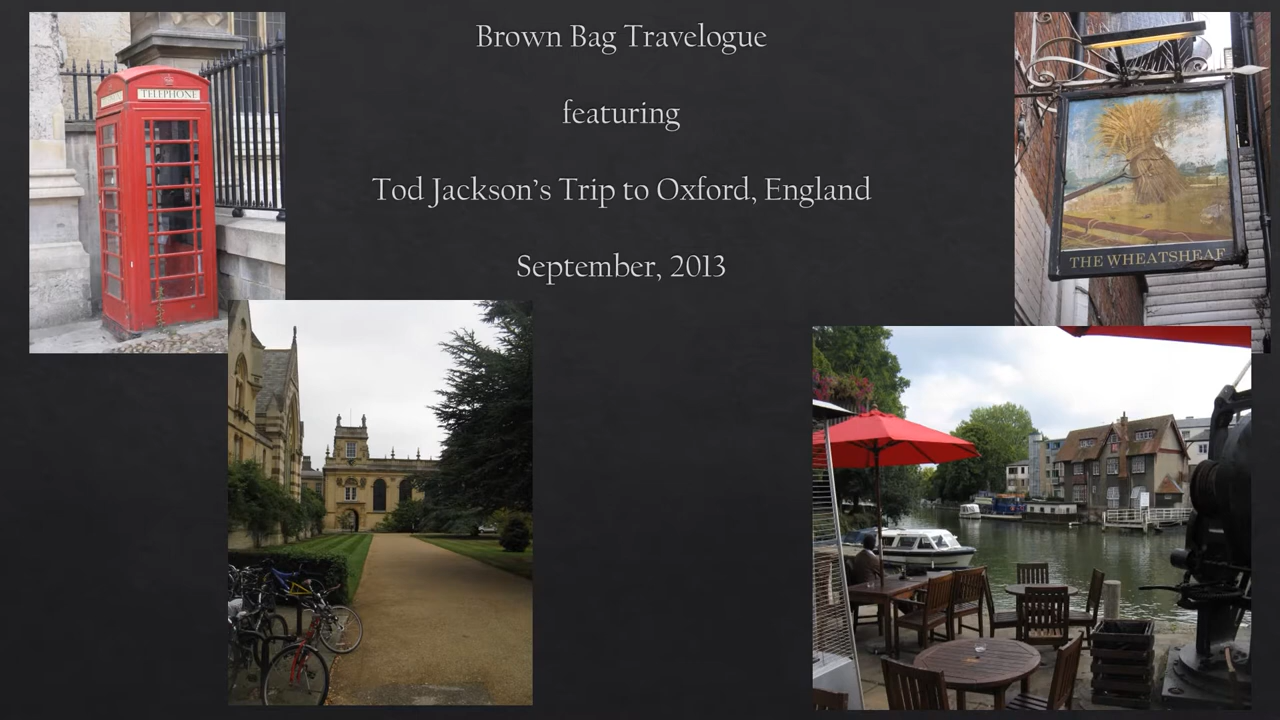 Brown Bag Travelogue
featuring
Tod Jackson's Trip to Oxford, England
September, 2013
TELEPHONE
THE WHEATSHEAF